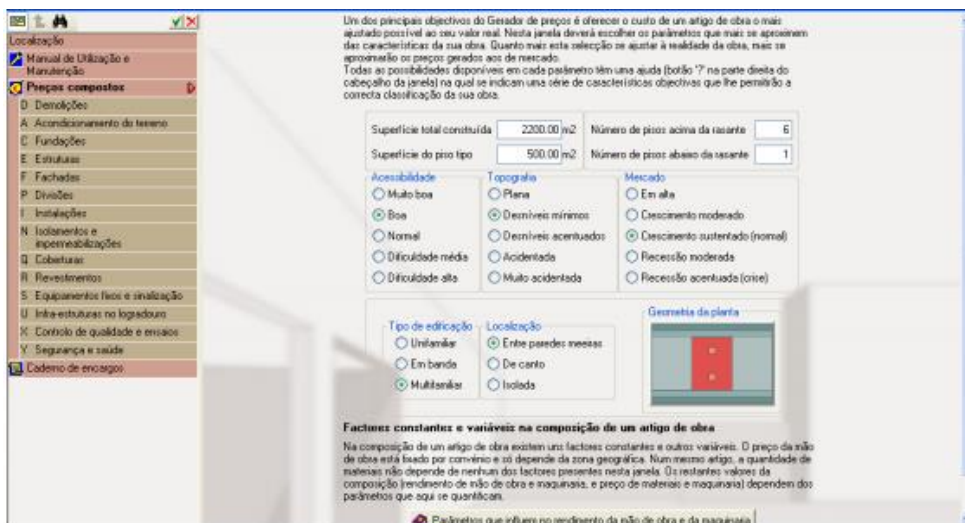 Localização
Manual de Utilização e
Manutenção
Preços compostos
D Demolições
A Acondicionamento do terreno
C Fundações
E Estruturas
F Fachadas
P Divisões
I Instalações
N Isolamentos e
impermeabilizações
Q Coberturas
R Revestimentos
S Equipamentos fixos e sinalização
U Infra-estruturas no logradouro
X Controlo de qualidade e ensaios
Y Segurança e saúde
Caderno de encargos
Um dos principais objectivos do Gerador de preços é oferecer o custo de um artigo de obra o mais
ajustado possível ao seu valor real. Nesta janela deverá escolher os parâmetros que mais se aproximem
das características da sua obra. Quanto mais esta selecção se ajustar à realidade da obra, mais se
aproximarão os preços gerados aos de mercado.
Todas as possibilidades disponíveis em cada parâmetro têm uma ajuda (botão '?' na parte direita do
cabeçalho da janela) na qual se indicam uma série de características objectivas que lhe permitirão a
correcta classificação da sua obra.
Superfície total construída 2200.00 m2 Número de pisos acima da rasante 6
Superfície do piso tipo 500.00 m2 Número de pisos abaixo da rasante 1
Acessibilidade Topografia Mercado
Muito boa Plana Em alta
Boa Desníveis mínimos Crescimento moderado
Normal Desníveis acentuados Crescimento sustentado (normal)
Dificuldade média Acidentada Recessão moderada
Dificuldade alta Muito acidentada Recessão acentuada (crise)
Tipo de edificação Localização Geometria da planta
Unifamiliar Entre paredes meeiras
Em banda De canto
Multifamiliar Isolada
Factores constantes e variáveis na composição de um artigo de obra
Na composição de um artigo de obra existem uns factores constantes e outros variáveis. O preço da mão
de obra está fixado por convénio e só depende da zona geográfica. Num mesmo artigo, a quantidade de
materiais não depende de nenhum dos factores presentes nesta janela. Os restantes valores da
composição (rendimento de mão de obra e maquinaria, e preço de materiais e maquinaria) dependem dos
parâmetros que aqui se quantificam.
Parâmetros que influem no rendimento da mão de obra e da maquinaria